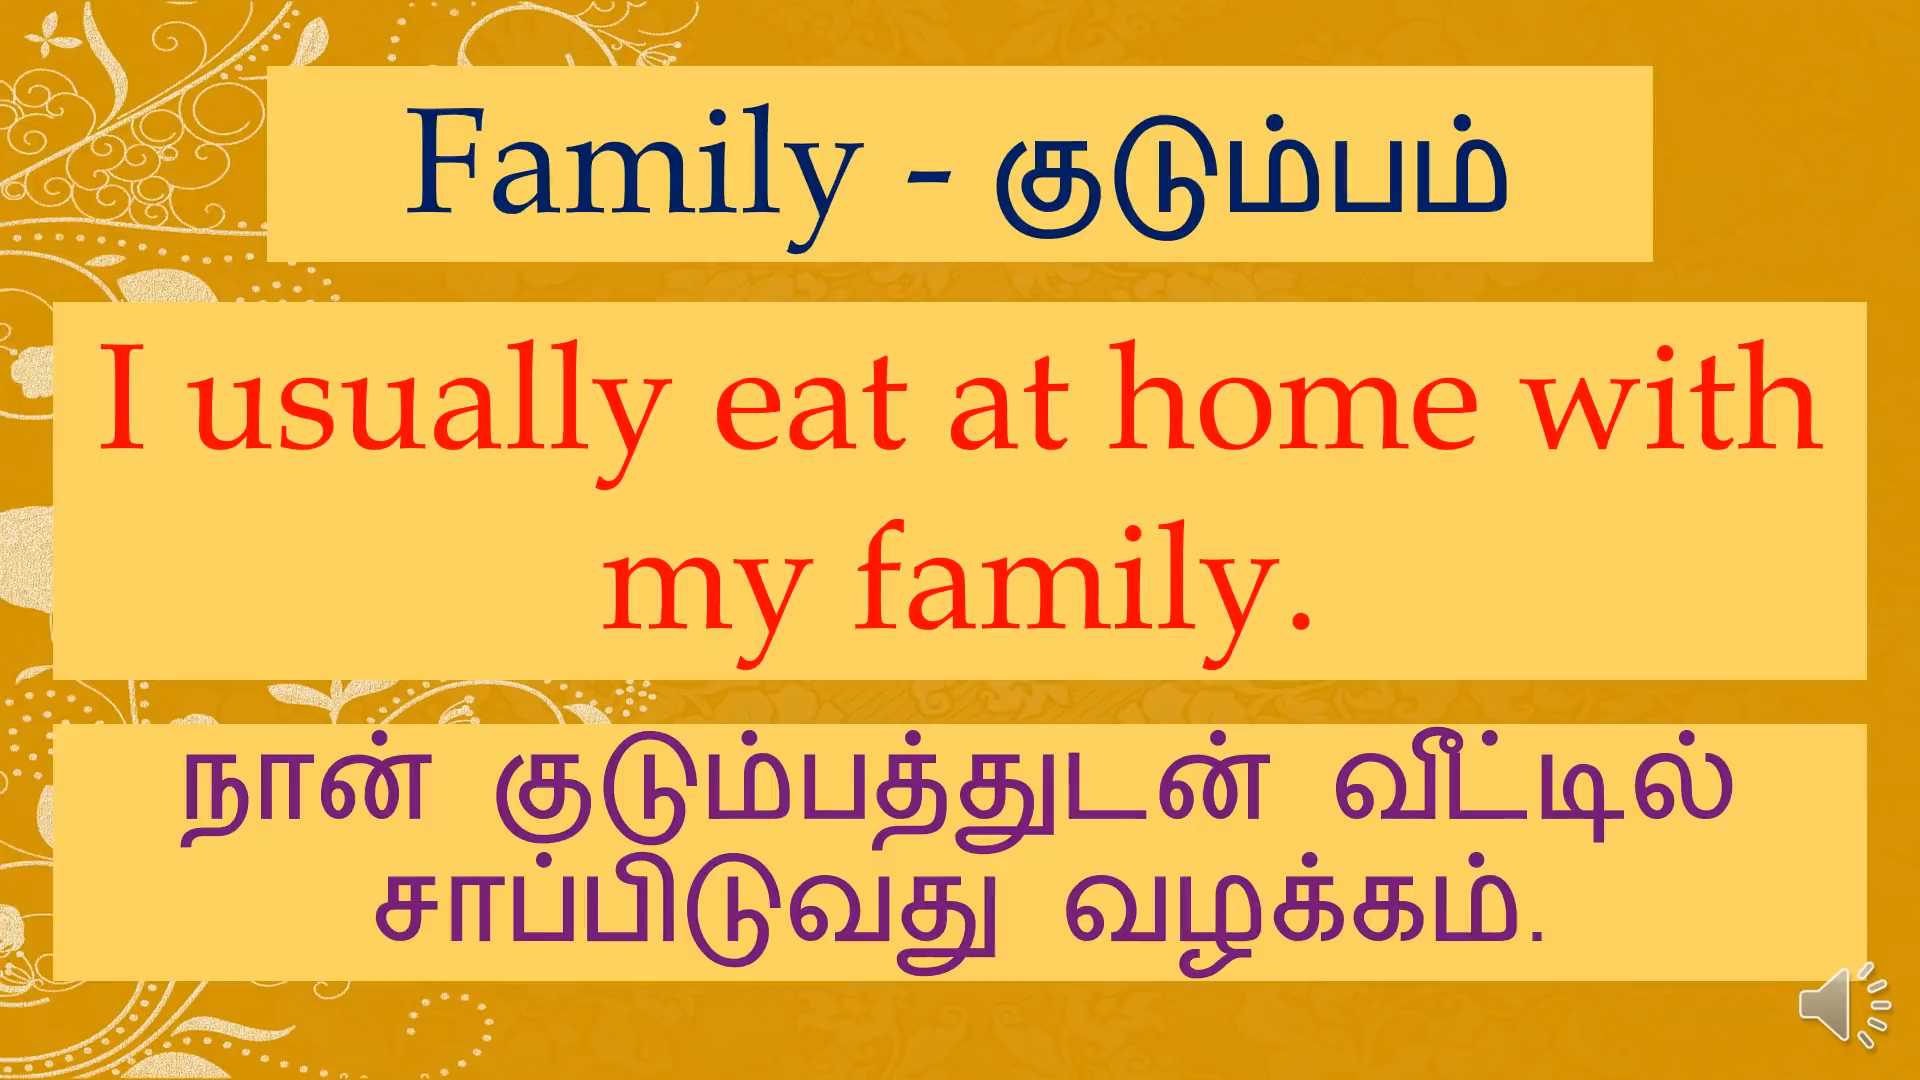 Family - குடும்பம்
I usually eat at home with
my family.
நான் குடும்பத்துடன் வீட்டில்
சாப்பிடுவது வழக்கம்.